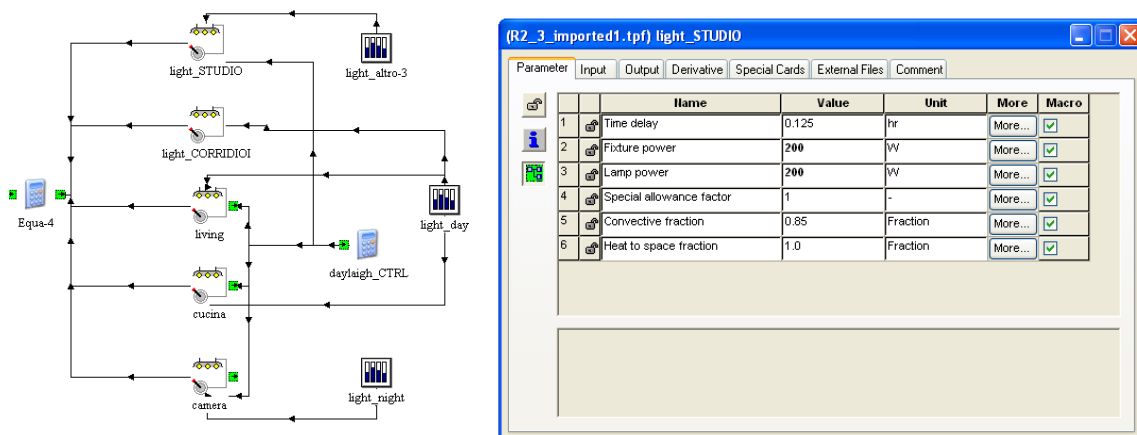 light_STUDIO
light_altro-3
light_CORRIDIOI
Equa-4
living
light_day
daylaigh_CTRL
cucina
camera
light_night
(R2_3_imported1.tpf) light_STUDIO
Parameter Input Output Derivative Special Cards External Files Comment
Name Value Unit More Macro
1 Time delay 0.125 hr More...
2 Fixture power 200 W More...
3 Lamp power 200 W More...
4 Special allowance factor 1 - More...
5 Convective fraction 0.85 Fraction More...
6 Heat to space fraction 1.0 Fraction More...